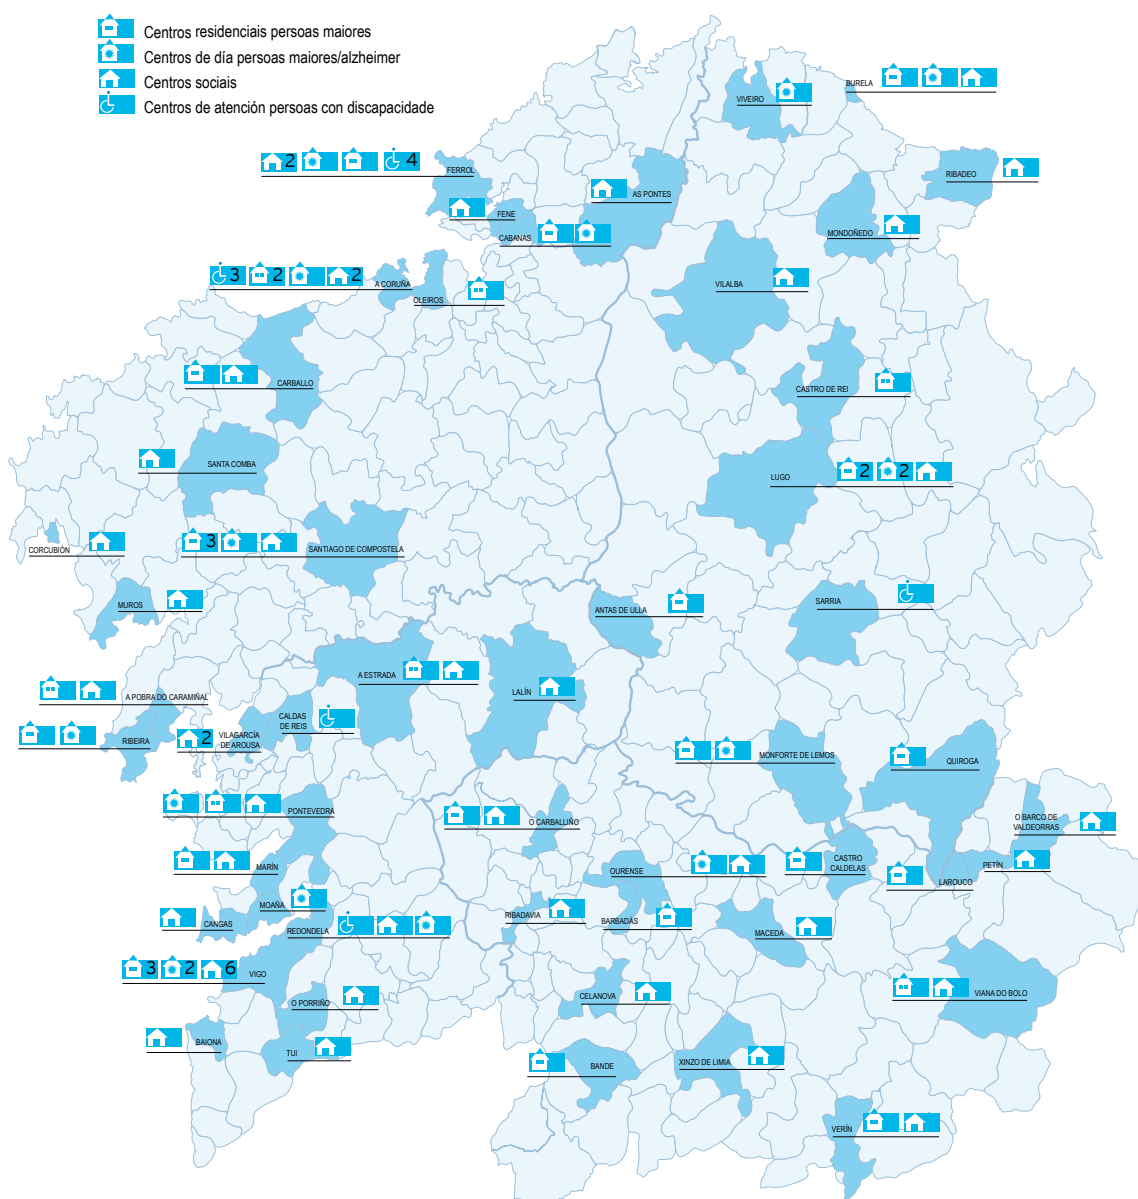 Centros residenciais persoas maiores
Centros de día persoas maiores/alzheimer
Centros sociais
Centros de atención persoas con discapacidade
VIVEIRO
BURELA
2 4
FERROL
RIBADEO
AS PONTES
FENE
CABANAS
MONDOÑEDO
3 2 2
A CORUÑA
OLEIROS
VILALBA
CARBALLO
CASTRO DE REI
SANTA COMBA
LUGO
2 2
CORCUBIÓN
3
SANTIAGO DE COMPOSTELA
MUROS
ANTAS DE ULLA
SARRIA
A ESTRADA
LALÍN
A POBRA DO CARAMIÑAL
RIBEIRA
2
VILAGARCÍA
DE AROUSA
CALDAS
DE REIS
MONFORTE DE LEMOS
QUIROGA
PONTEVEDRA
O CARBALLIÑO
O BARCO DE
VALDEORRAS
MARÍN
OURENSE
CASTRO
CALDELAS
LAROUCO
PETÍN
MOAÑA
CANGAS
REDONDELA
RIBADAVIA
BARBADÁS
MACEDA
3 2 6
VIGO
O PORRIÑO
CELANOVA
VIANA DO BOLO
BAIONA
TUI
BANDE
XINZO DE LIMIA
VERÍN